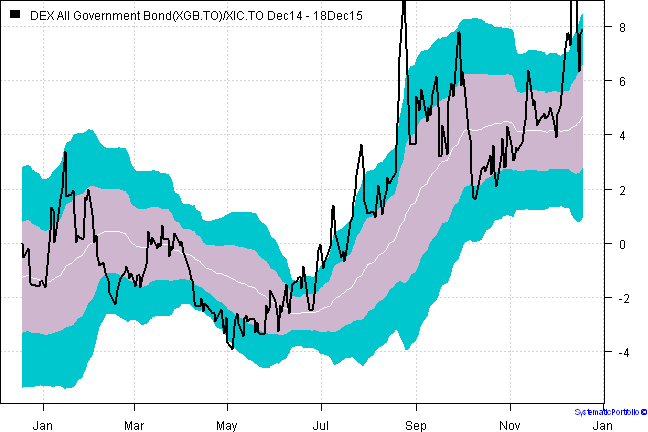 DEX All Government Bond(XGB.TO)/XIC.TO Dec14 - 18Dec15
8
6
4
2
0
-2
-4
Jan Mar May Jul Sep Nov Jan
SystematicPortfolio ©